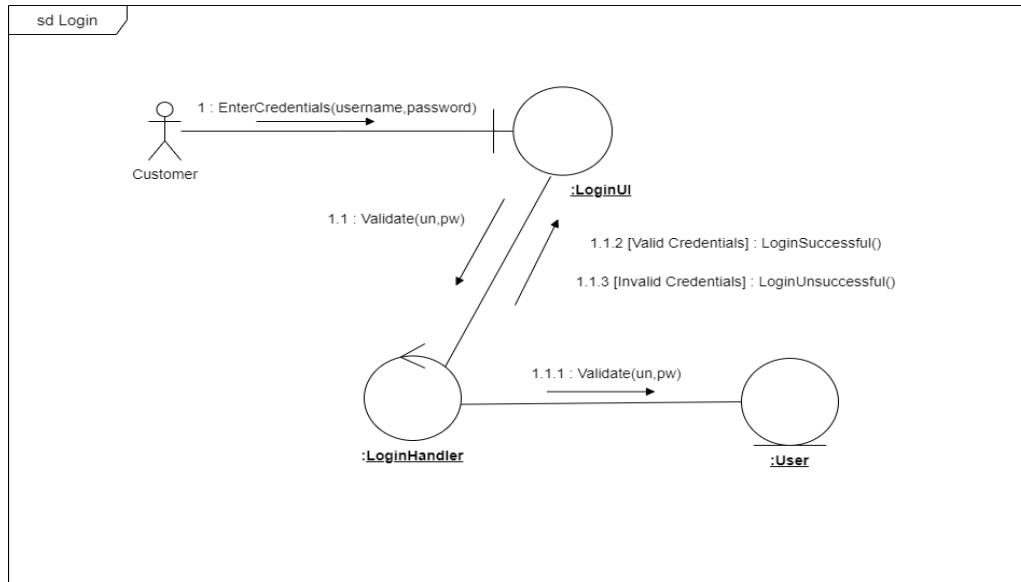 sd Login
1 : EnterCredentials(username,password)
Customer
:LoginUI
1.1 : Validate(un,pw)
1.1.2 [Valid Credentials] : LoginSuccessful()
1.1.3 [Invalid Credentials] : LoginUnsuccessful()
1.1.1 : Validate(un,pw)
:LoginHandler
:User